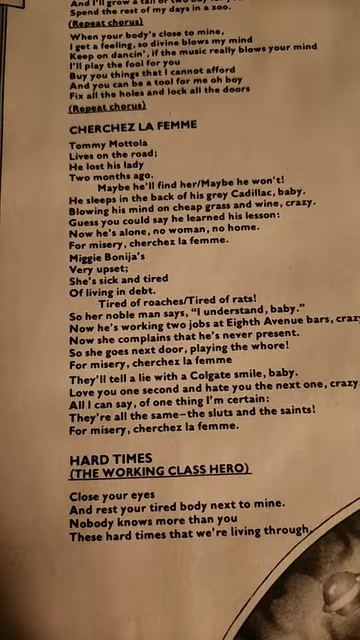 And I'll grow a tail or two for
Spend the rest of my days in a zoo.
(Repeat chorus)
When your body's close to mine,
I get a feeling, so divine blows my mind
Keep on dancin', if the music really blows your mind
I'll play the fool for you
Buy you things that I cannot afford
And you can be a tool for me oh boy
Fix all the holes and lock all the doors
(Repeat chorus)
CHERCHEZ LA FEMME
Tommy Mottola
Lives on the road;
He lost his lady
Two months ago.
Maybe he'll find her/Maybe he won't!
He sleeps in the back of his grey Cadillac, baby.
Blowing his mind on cheap grass and wine, crazy.
Guess you could say he learned his lesson:
Now he's alone, no woman, no home.
For misery, cherchez la femme.
Miggie Bonija's
Very upset;
She's sick and tired
Of living in debt.
Tired of roaches/Tired of rats!
So her noble man says, "I understand, baby."
Now he's working two jobs at Eighth Avenue bars, craz
Now she complains that he's never present.
So she goes next door, playing the whore!
For misery, cherchez la femme
They'll tell a lie with a Colgate smile, baby.
Love you one second and hate you the next one, crazy
All I can say, of one thing I'm certain:
They're all the same—the sluts and the saints!
For misery, cherchez la femme.
HARD TIMES
(THE WORKING CLASS HERO)
Close your eyes
And rest your tired body next to mine.
Nobody knows more than you
These hard times that we're living through.